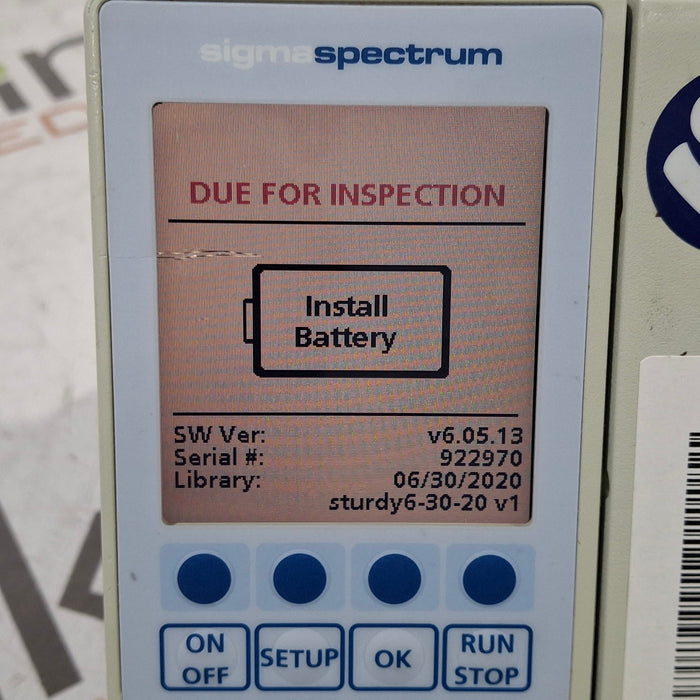 sigmaspectrum
DUE FOR INSPECTION
Install
Battery
SW Ver: v6.05.13
Serial #: 922970
Library: 06/30/2020
sturdy6-30-20 v1
ON
OFF
SETUP
OK
RUN
STOP